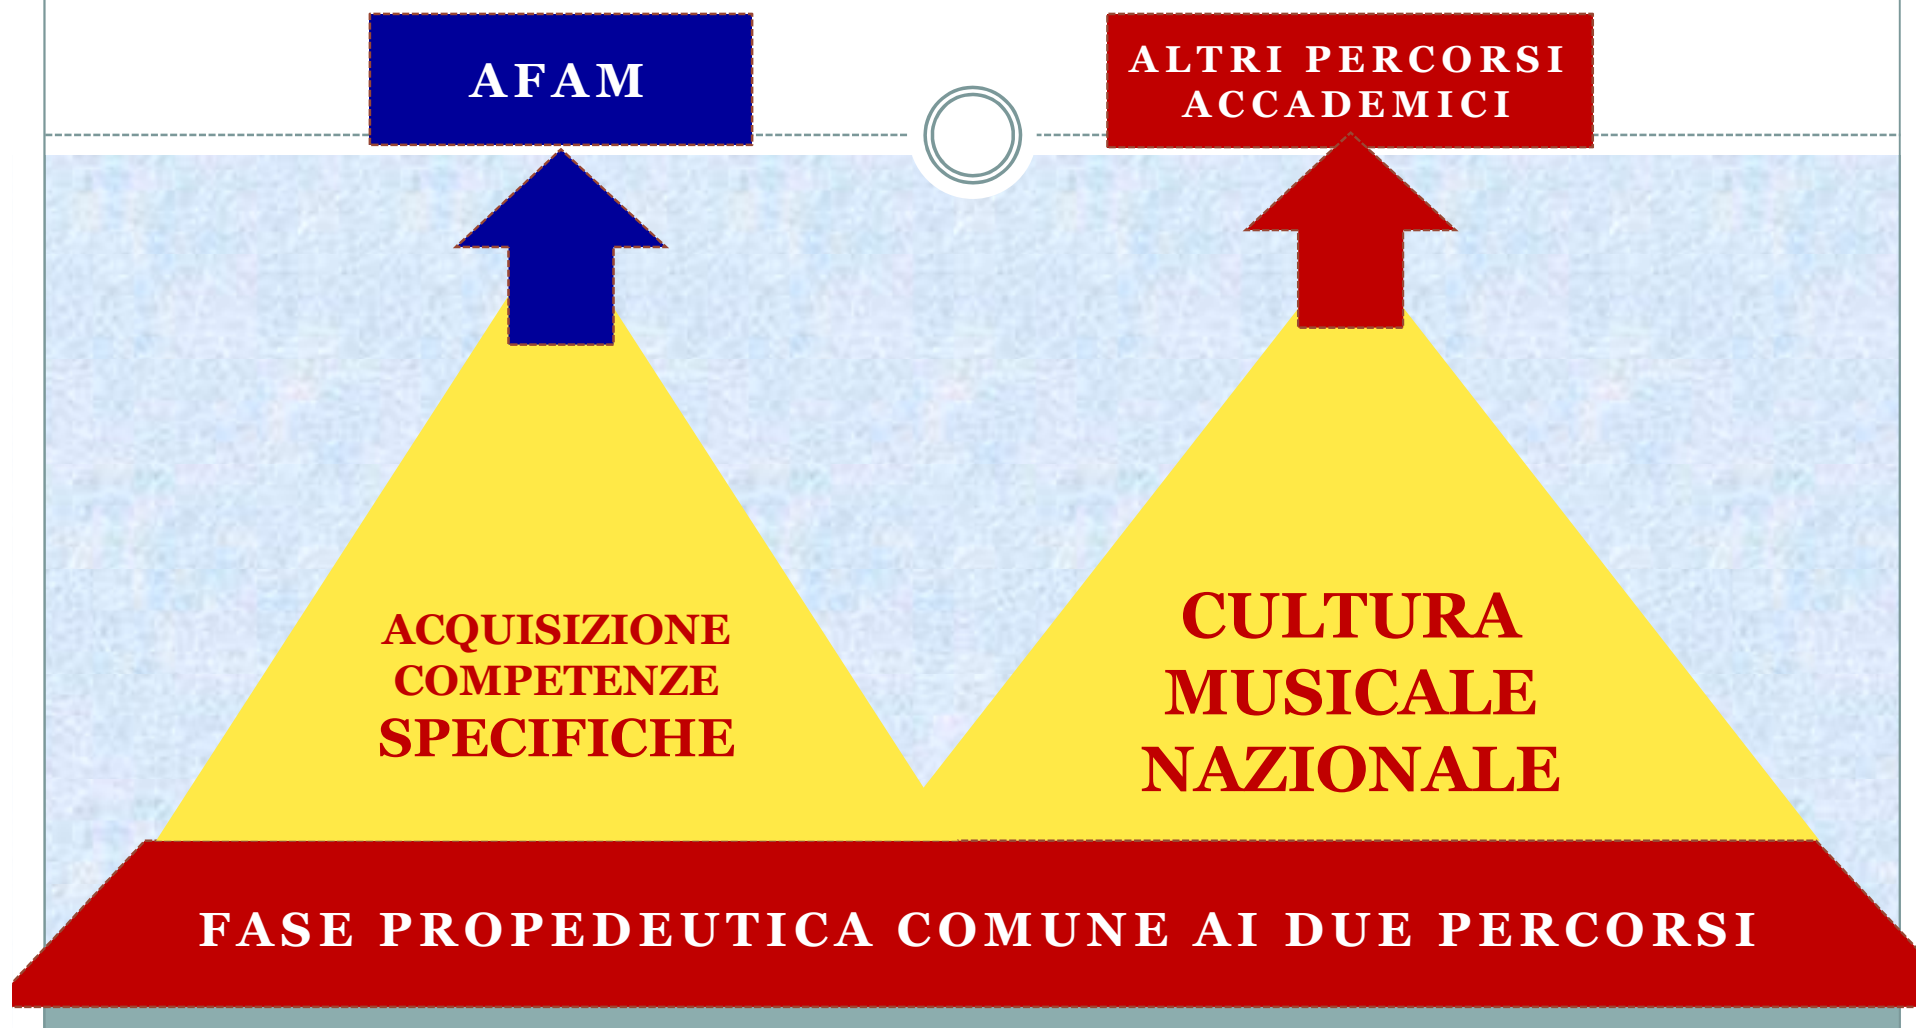 AFAM
ALTRI PERCORSI
ACCADEMICI
ACQUISIZIONE
COMPETENZE
SPECIFICHE
CULTURA
MUSICALE
NAZIONALE
FASE PROPEDEUTICA COMUNE AI DUE PERCORSI